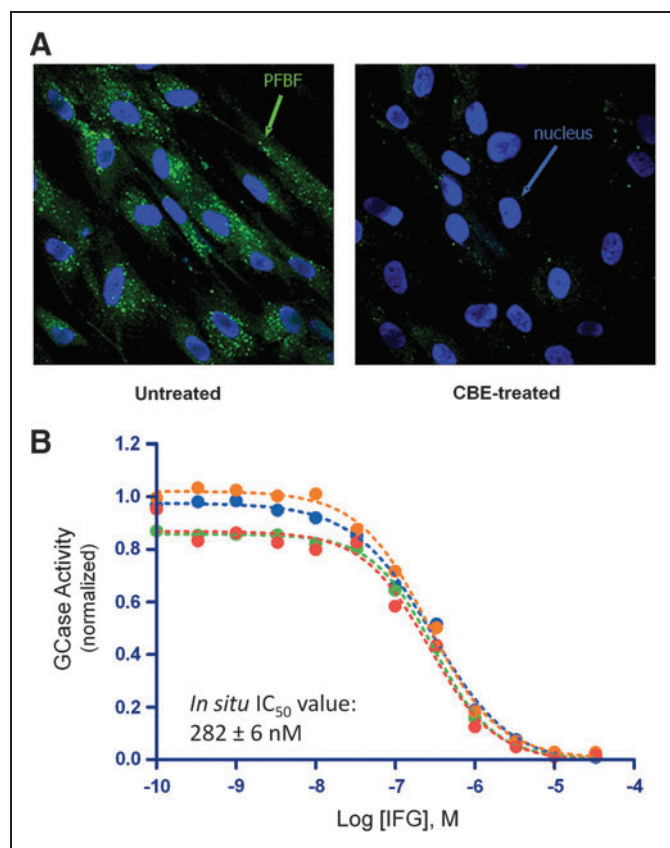 A
PFBF
nucleus
Untreated
CBE-treated
B
1.2
1.0
0.8
0.6
0.4
0.2
0.0
GCase Activity
(normalized)
In situ IC50 value:
282 ± 6 nM
-10
-9
-8
-7
-6
-5
-4
Log [IFG], M